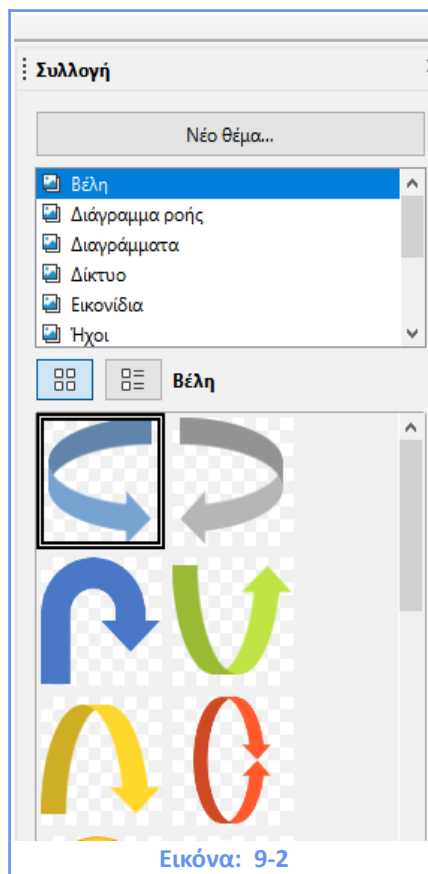 Συλλογή
Νέο θέμα...
Βέλη
Διάγραμμα ροής
Διαγράμματα
Δίκτυο
Εικονίδια
Ήχοι
Βέλη
Εικόνα: 9-2